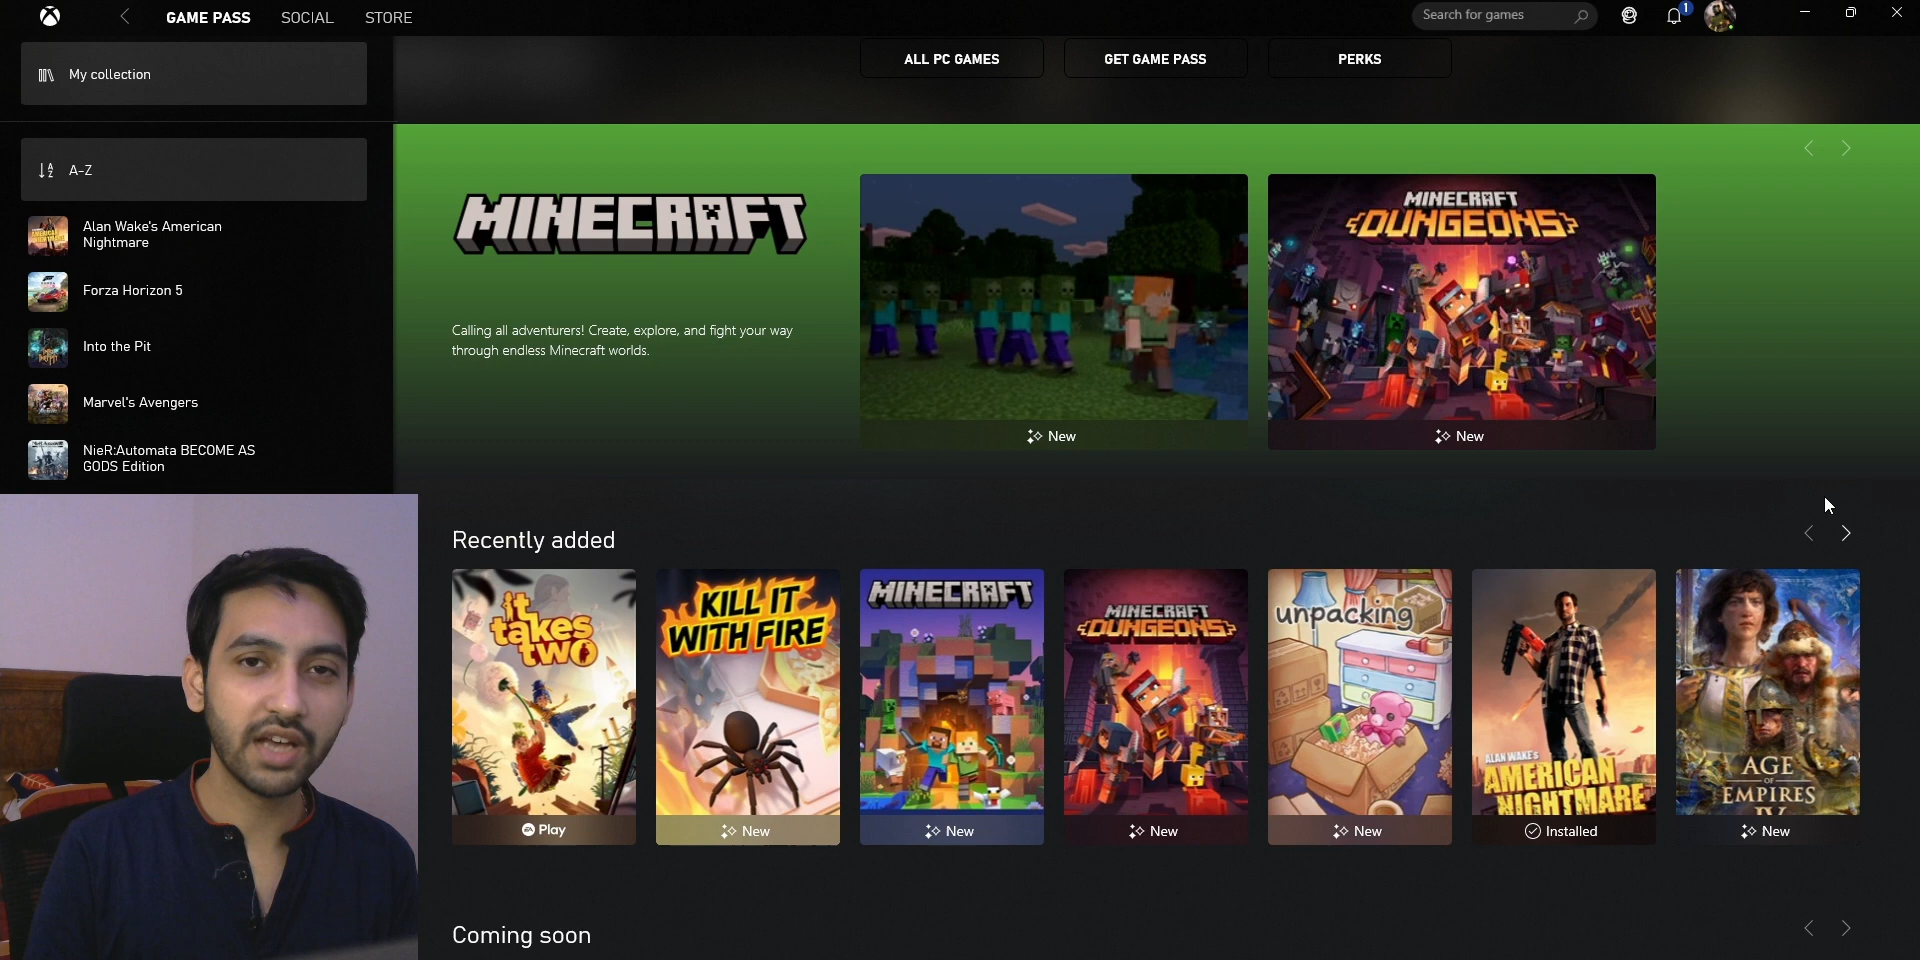 GAME PASS
SOCIAL
STORE
Search for games
1
My collection
ALL PC GAMES
GET GAME PASS
PERKS
A-Z
Alan Wake's American
Nightmare
Forza Horizon 5
Into the Pit
Marvel's Avengers
NieR:Automata BECOME AS
GODS Edition
MINECRAFT
Calling all adventurers! Create, explore, and fight your way
through endless Minecraft worlds.
New
MINECRAFT
DUNGEONS
New
Recently added
it
takes
two
EA Play
KILL IT
WITH FIRE
New
MINECRAFT
New
MINECRAFT
DUNGEONS
New
unpacking
New
ALAN WAKE'S
AMERICAN
NIGHTMARE
Installed
AGE
OF
EMPIRES
IV
New
Coming soon